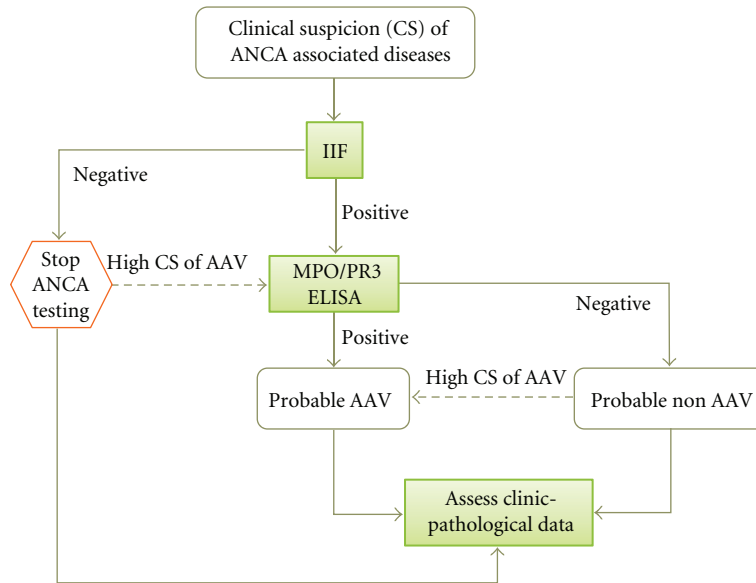 Clinical suspicion (CS) of
ANCA associated diseases
IIF
Negative
Positive
Stop
ANCA
testing
High CS of AAV
MPO/PR3
ELISA
Negative
Positive
Probable AAV
High CS of AAV
Probable non AAV
Assess clinic-
pathological data